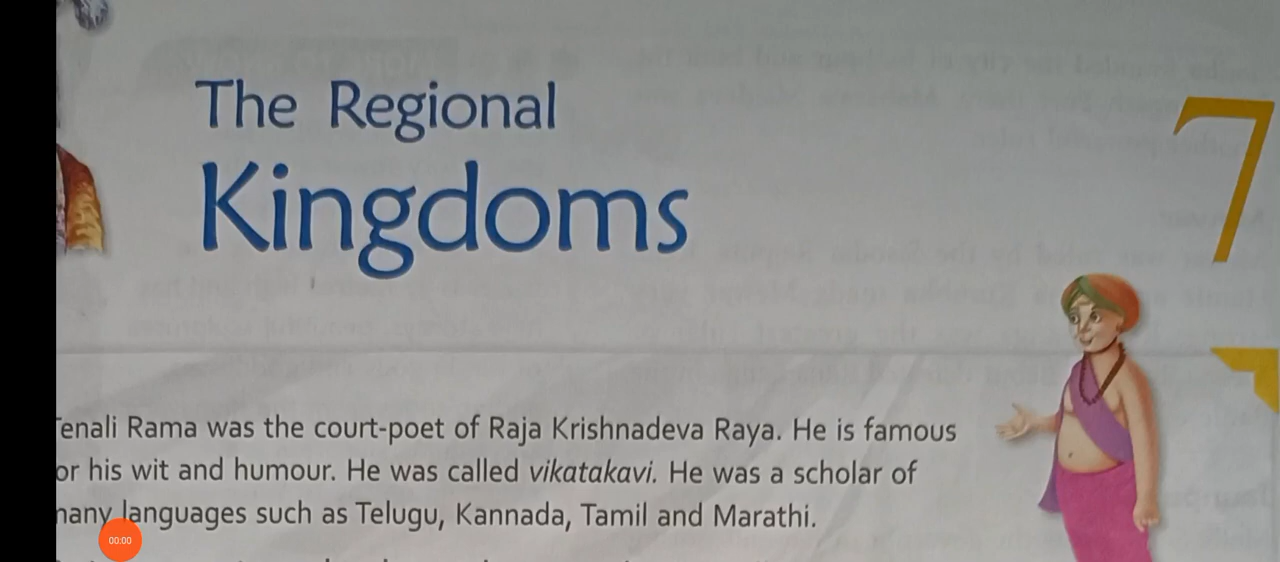 The Regional
Kingdoms
7
Tenali Rama was the court-poet of Raja Krishnadeva Raya. He is famous
or his wit and humour. He was called vikatakavi. He was a scholar of
many languages such as Telugu, Kannada, Tamil and Marathi.
00:00